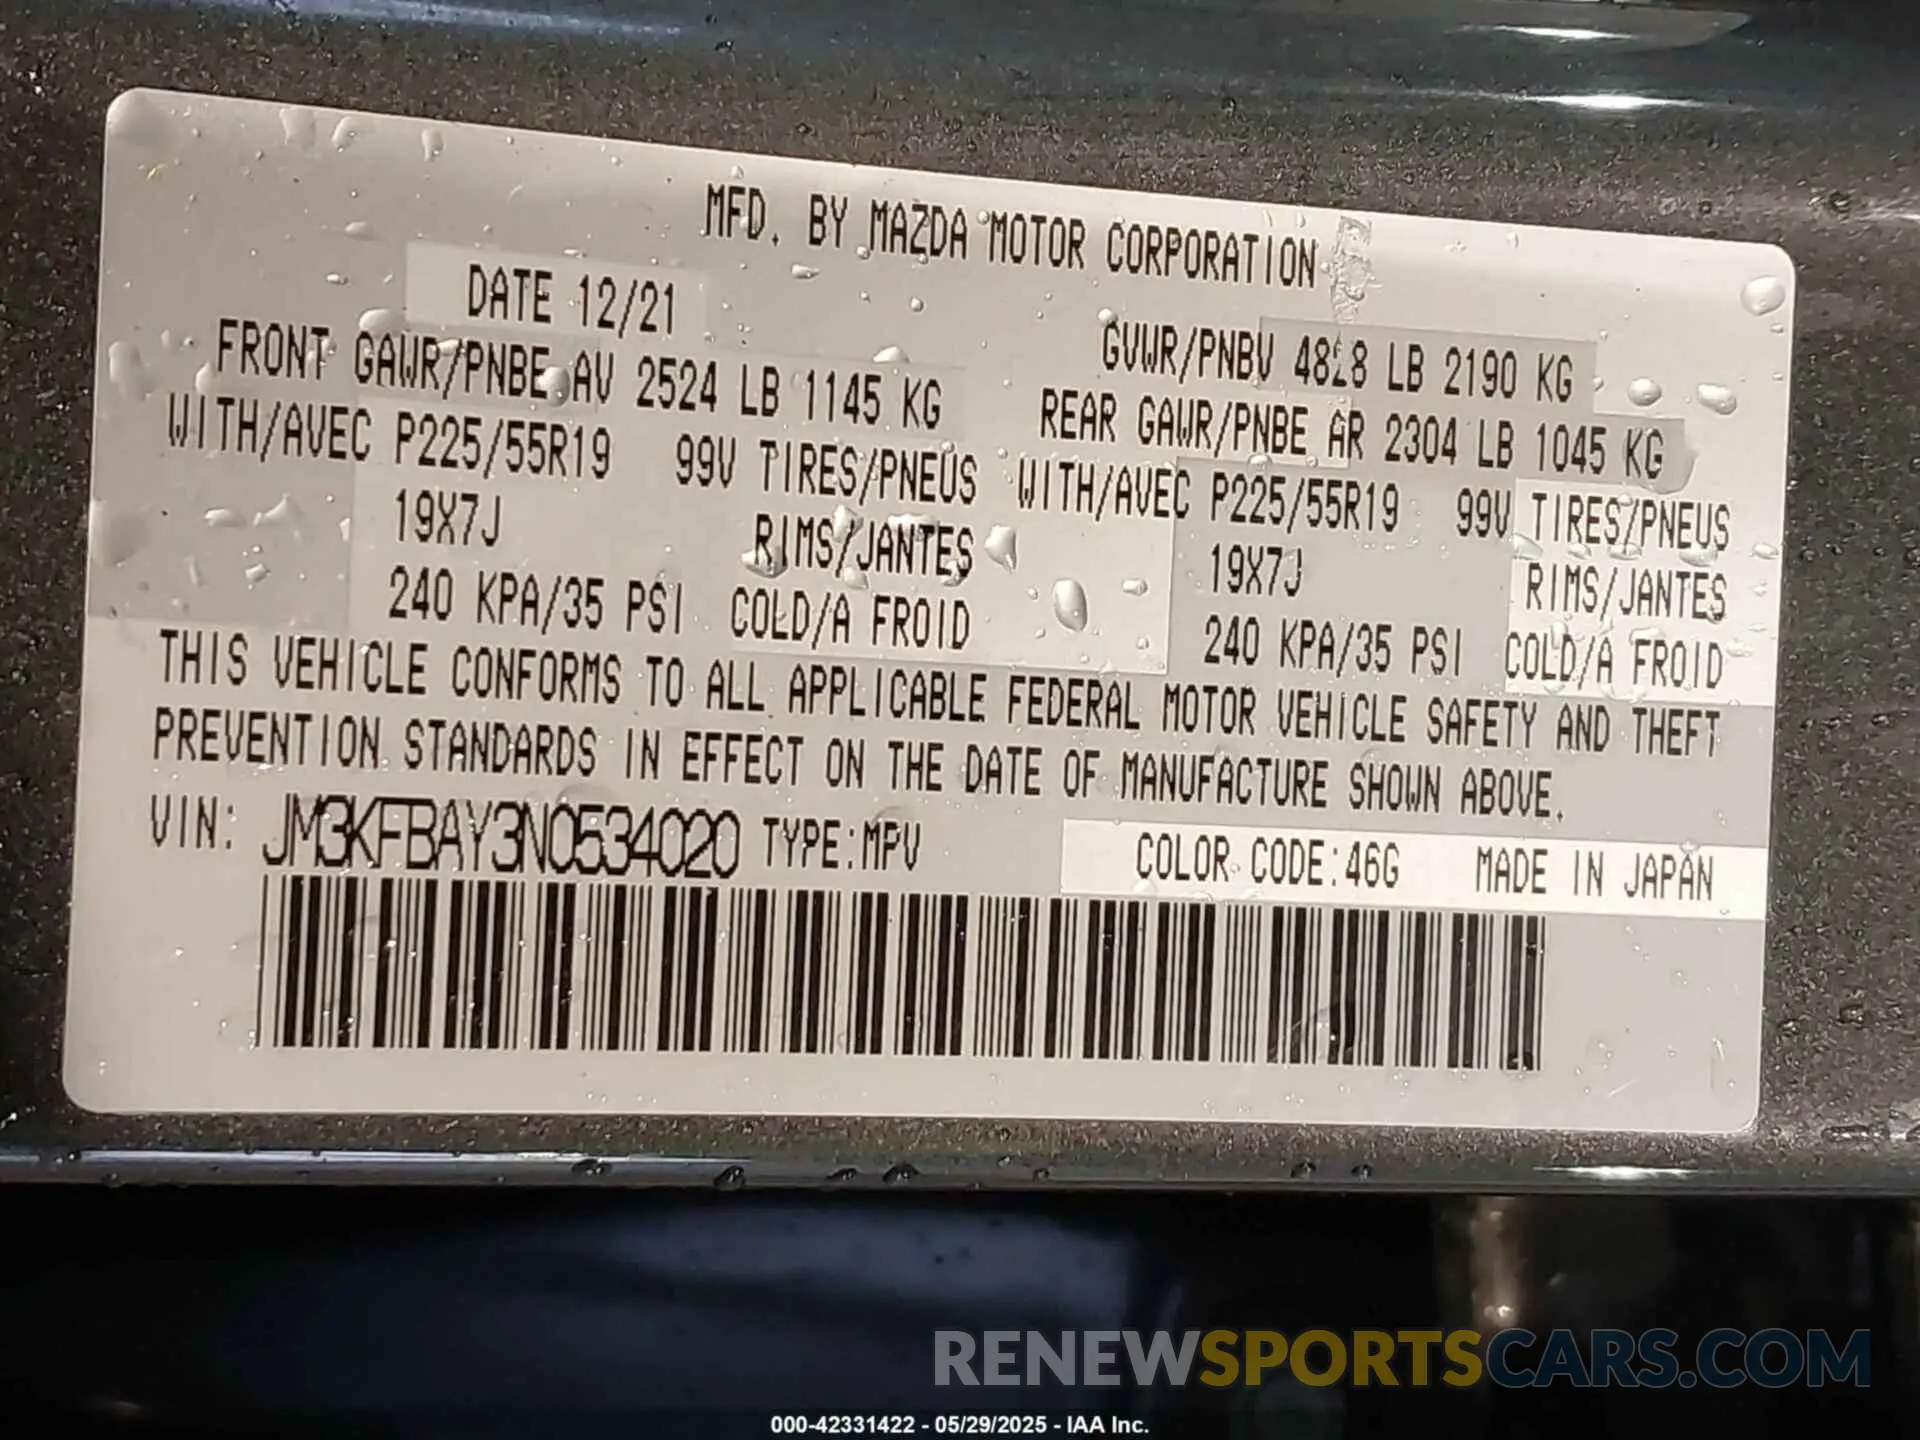 MFD. BY MAZDA MOTOR CORPORATION
DATE 12/21
GVWR/PNBV 4828 LB 2190 KG
FRONT GAWR/PNBE AV 2524 LB 1145 KG
REAR GAWR/PNBE AR 2304 LB 1045 KG
WITH/AVEC P225/55R19 99V TIRES/PNEUS
WITH/AVEC P225/55R19 99V TIRES/PNEUS
19X7J RIMS/JANTES
19X7J RIMS/JANTES
240 KPA/35 PSI COLD/A FROID
240 KPA/35 PSI COLD/A FROID
THIS VEHICLE CONFORMS TO ALL APPLICABLE FEDERAL MOTOR VEHICLE SAFETY AND THEFT
PREVENTION STANDARDS IN EFFECT ON THE DATE OF MANUFACTURE SHOWN ABOVE.
VIN: JM3KFBAY3N0534020 TYPE:MPV
COLOR CODE:46G MADE IN JAPAN
RENEWSPORTSCARS.COM
000-42331422 - 05/29/2025 - IAA Inc.